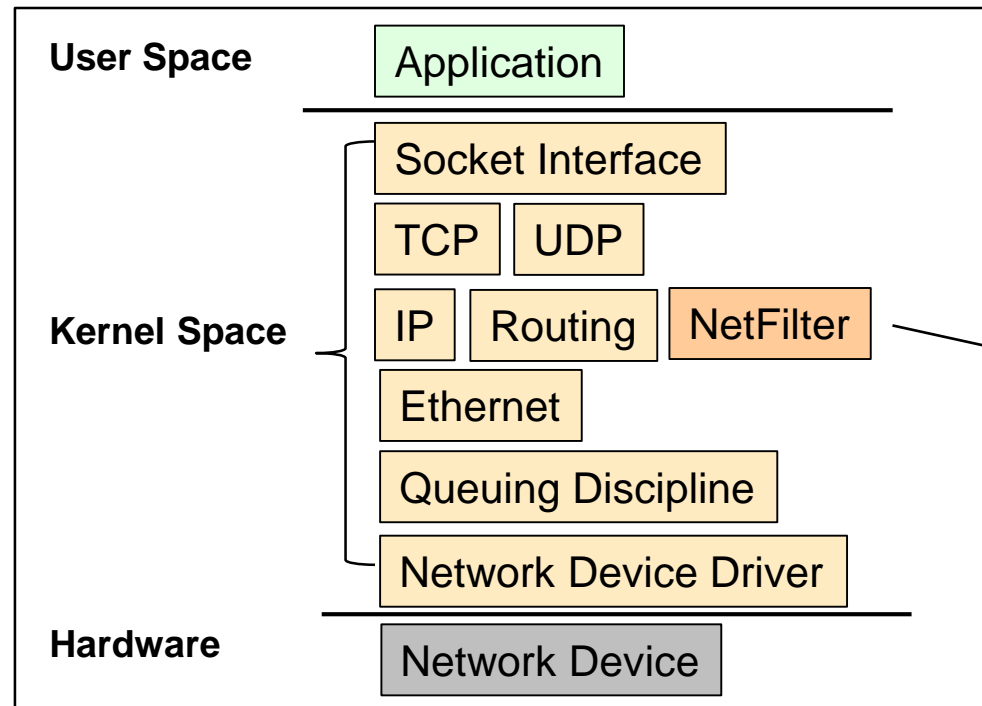 User Space
Application
Socket Interface
TCP UDP
Kernel Space
IP Routing NetFilter
Ethernet
Queuing Discipline
Network Device Driver
Hardware
Network Device